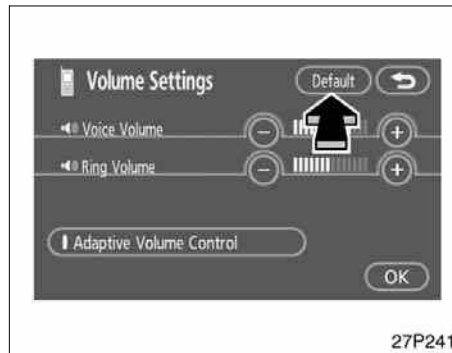 Volume Settings
Default
Voice Volume
Ring Volume
Adaptive Volume Control
OK
27P241